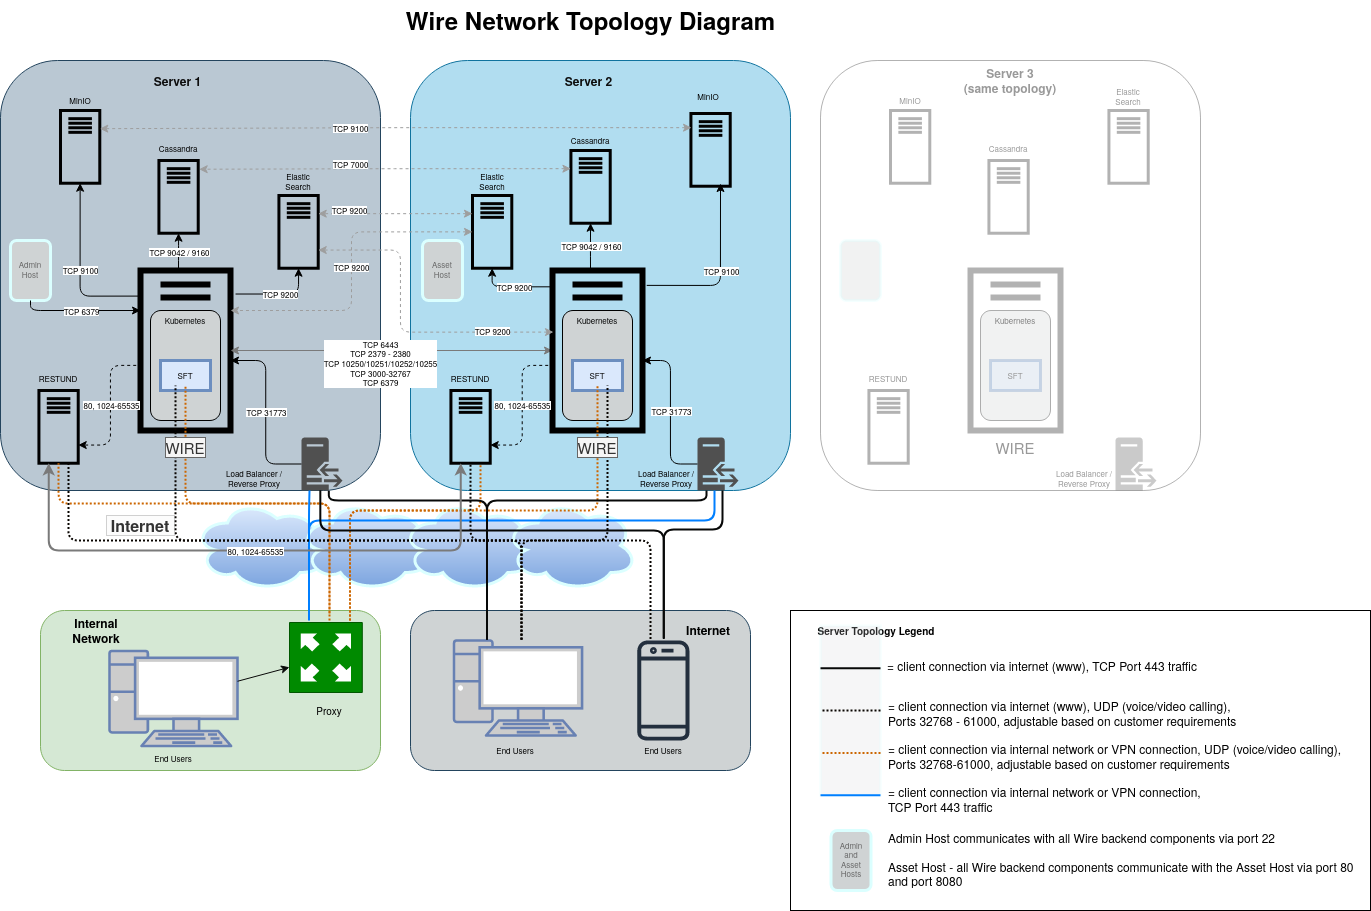 Wire Network Topology Diagram
Server 1
Server 2
Server 3
(same topology)
MinIO
MinIO
MinIO
Elastic
Search
TCP 9100
Cassandra
Cassandra
Cassandra
TCP 7000
Elastic
Search
Elastic
Search
TCP 9200
TCP 9042 / 9160
TCP 9042 / 9160
Admin
Host
Asset
Host
TCP 9100
TCP 9200
TCP 9100
TCP 9200
TCP 9200
TCP 6379
Kubernetes
Kubernetes
Kubernetes
TCP 9200
TCP 6443
TCP 2379 - 2380
TCP 10250/10251/10252/10255
TCP 3000-32767
TCP 6379
SFT
SFT
SFT
RESTUND
RESTUND
RESTUND
80, 1024-65535
80, 1024-65535
TCP 31773
TCP 31773
WIRE
WIRE
WIRE
Load Balancer /
Reverse Proxy
Load Balancer /
Reverse Proxy
Load Balancer /
Reverse Proxy
Internet
80, 1024-65535
Internal
Network
Internet
Proxy
End Users
End Users
End Users
Server Topology Legend
= client connection via internet (www), TCP Port 443 traffic
= client connection via internet (www), UDP (voice/video calling),
Ports 32768 - 61000, adjustable based on customer requirements
= client connection via internal network or VPN connection, UDP (voice/video calling),
Ports 32768-61000, adjustable based on customer requirements
= client connection via internal network or VPN connection,
TCP Port 443 traffic
Admin
and
Asset
Hosts
Admin Host communicates with all Wire backend components via port 22
Asset Host - all Wire backend components communicate with the Asset Host via port 80
and port 8080